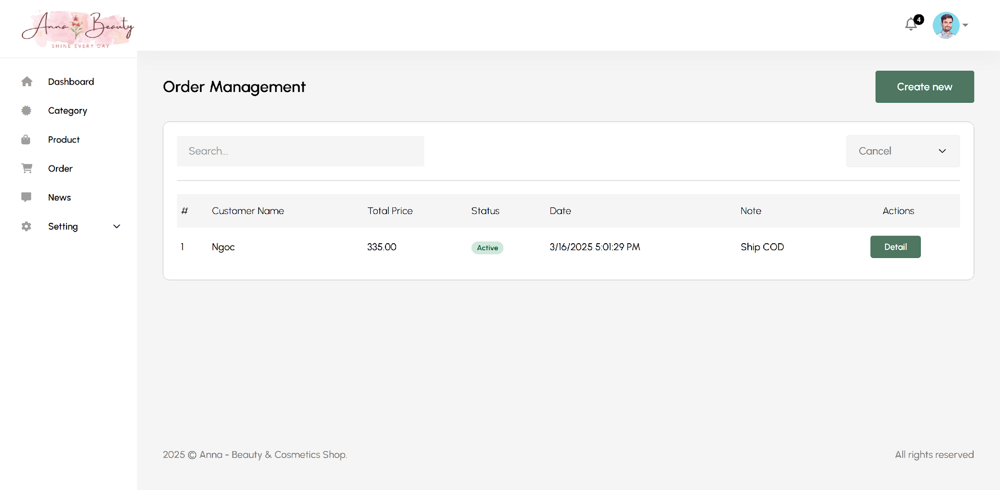 Anna Beauty
SHINE EVERY DAY
4
Dashboard
Category
Product
Order
News
Setting
Order Management
Create new
Search...
Cancel
# Customer Name Total Price Status Date Note Actions
1 Ngoc 335.00 Active 3/16/2025 5:01:29 PM Ship COD Detail
2025 © Anna - Beauty & Cosmetics Shop.
All rights reserved